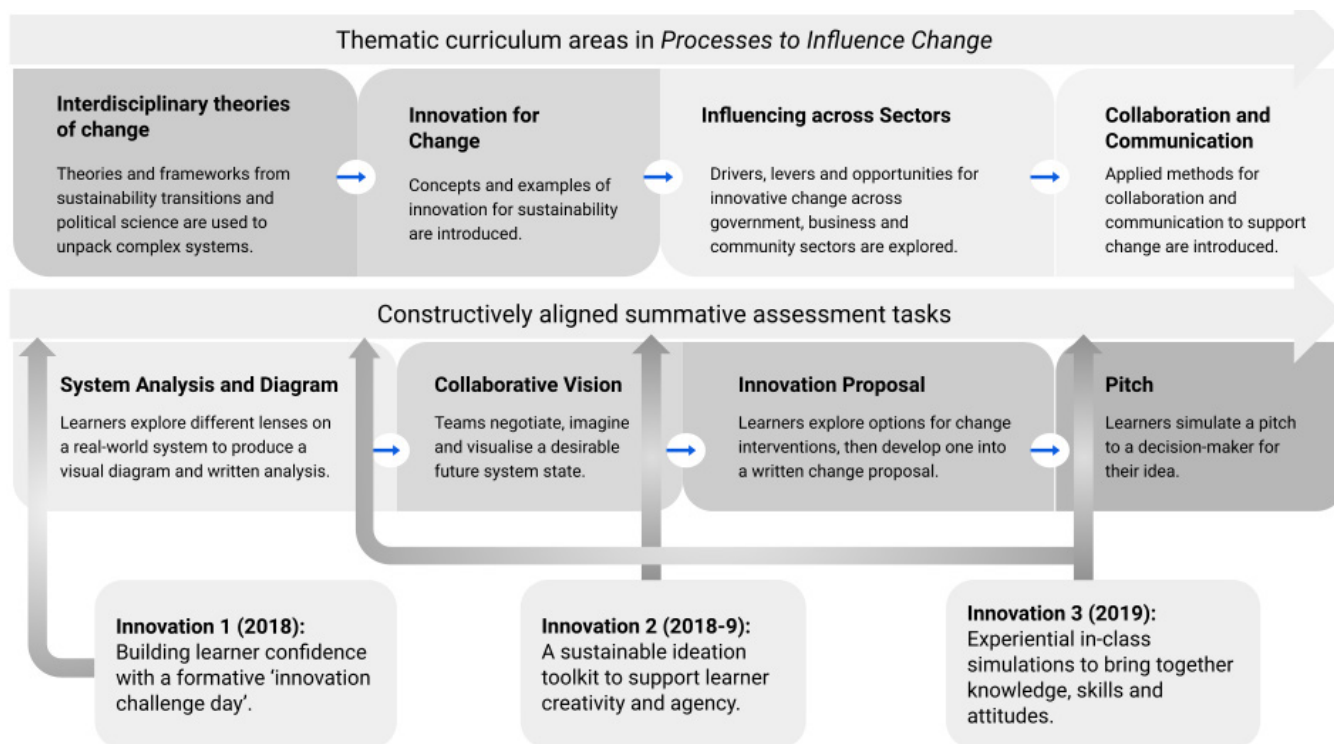 Thematic curriculum areas in Processes to Influence Change
Interdisciplinary theories
of change
Theories and frameworks from
sustainability transitions and
political science are used to
unpack complex systems.
Innovation for
Change
Concepts and examples of
innovation for sustainability
are introduced.
Influencing across Sectors
Drivers, levers and opportunities for
innovative change across
government, business and
community sectors are explored.
Collaboration and
Communication
Applied methods for
collaboration and
communication to support
change are introduced.
Constructively aligned summative assessment tasks
System Analysis and Diagram
Learners explore different lenses on
a real-world system to produce a
visual diagram and written analysis.
Collaborative Vision
Teams negotiate, imagine
and visualise a desirable
future system state.
Innovation Proposal
Learners explore options for change
interventions, then develop one into
a written change proposal.
Pitch
Learners simulate a pitch
to a decision-maker for
their idea.
Innovation 1 (2018):
Building learner confidence
with a formative ‘innovation
challenge day’.
Innovation 2 (2018-9):
A sustainable ideation
toolkit to support learner
creativity and agency.
Innovation 3 (2019):
Experiential in-class
simulations to bring together
knowledge, skills and
attitudes.